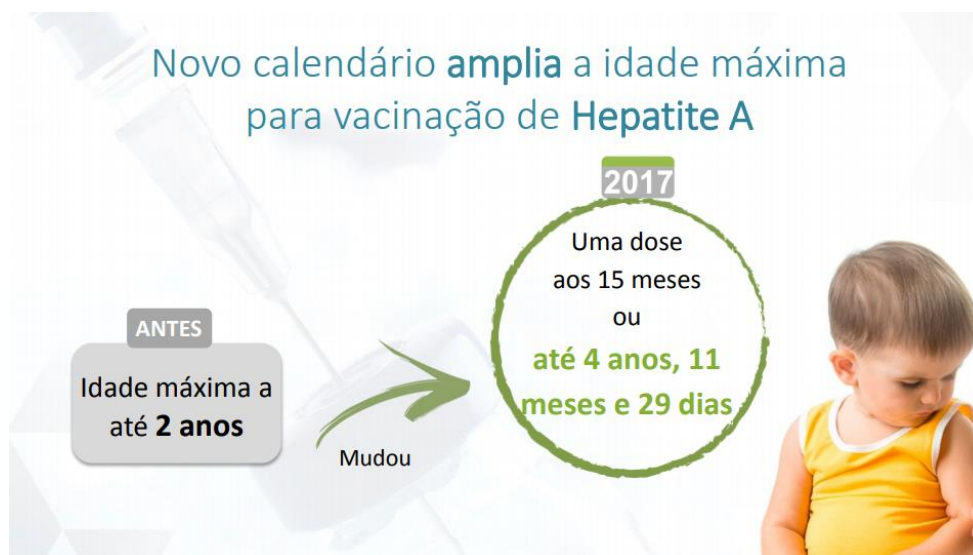 Novo calendário amplia a idade máxima
para vacinação de Hepatite A
2017
Uma dose
aos 15 meses
ou
até 4 anos, 11
meses e 29 dias
ANTES
Idade máxima a
até 2 anos
Mudou